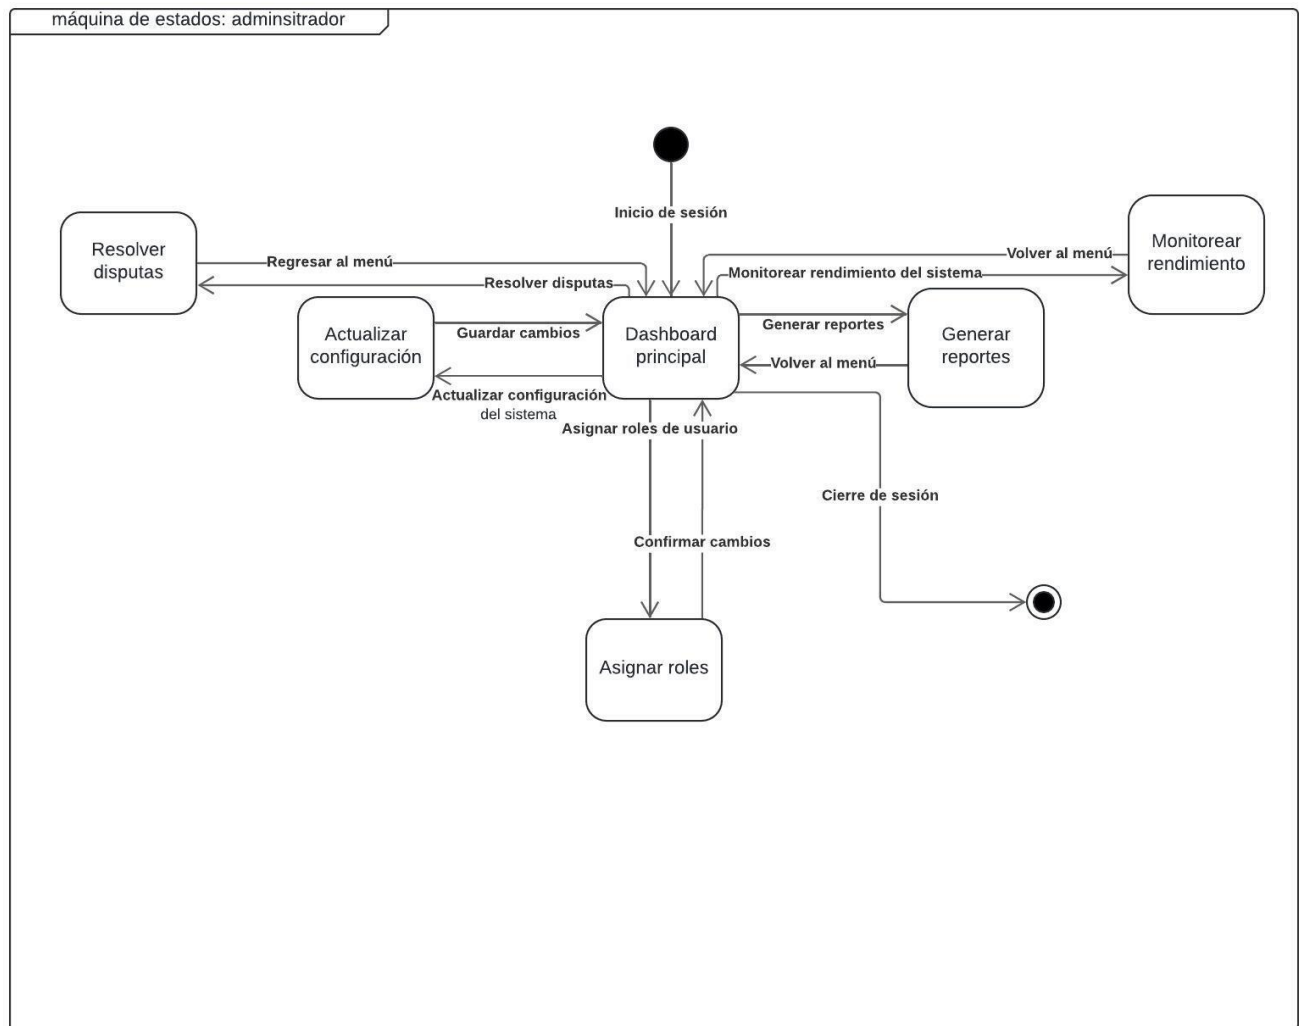 máquina de estados: adminsitrador
Inicio de sesión
Resolver
disputas
Monitorear
rendimiento
Regresar al menú
Volver al menú
Resolver disputas
Monitorear rendimiento del sistema
Actualizar
configuración
Guardar cambios
Dashboard
principal
Generar reportes
Generar
reportes
Volver al menú
Actualizar configuración
del sistema
Asignar roles de usuario
Cierre de sesión
Confirmar cambios
Asignar roles